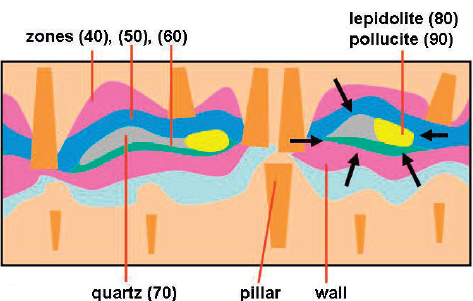 lepidolite (80)
zones (40), (50), (60)
pollucite (90)
quartz (70)
pillar
wall